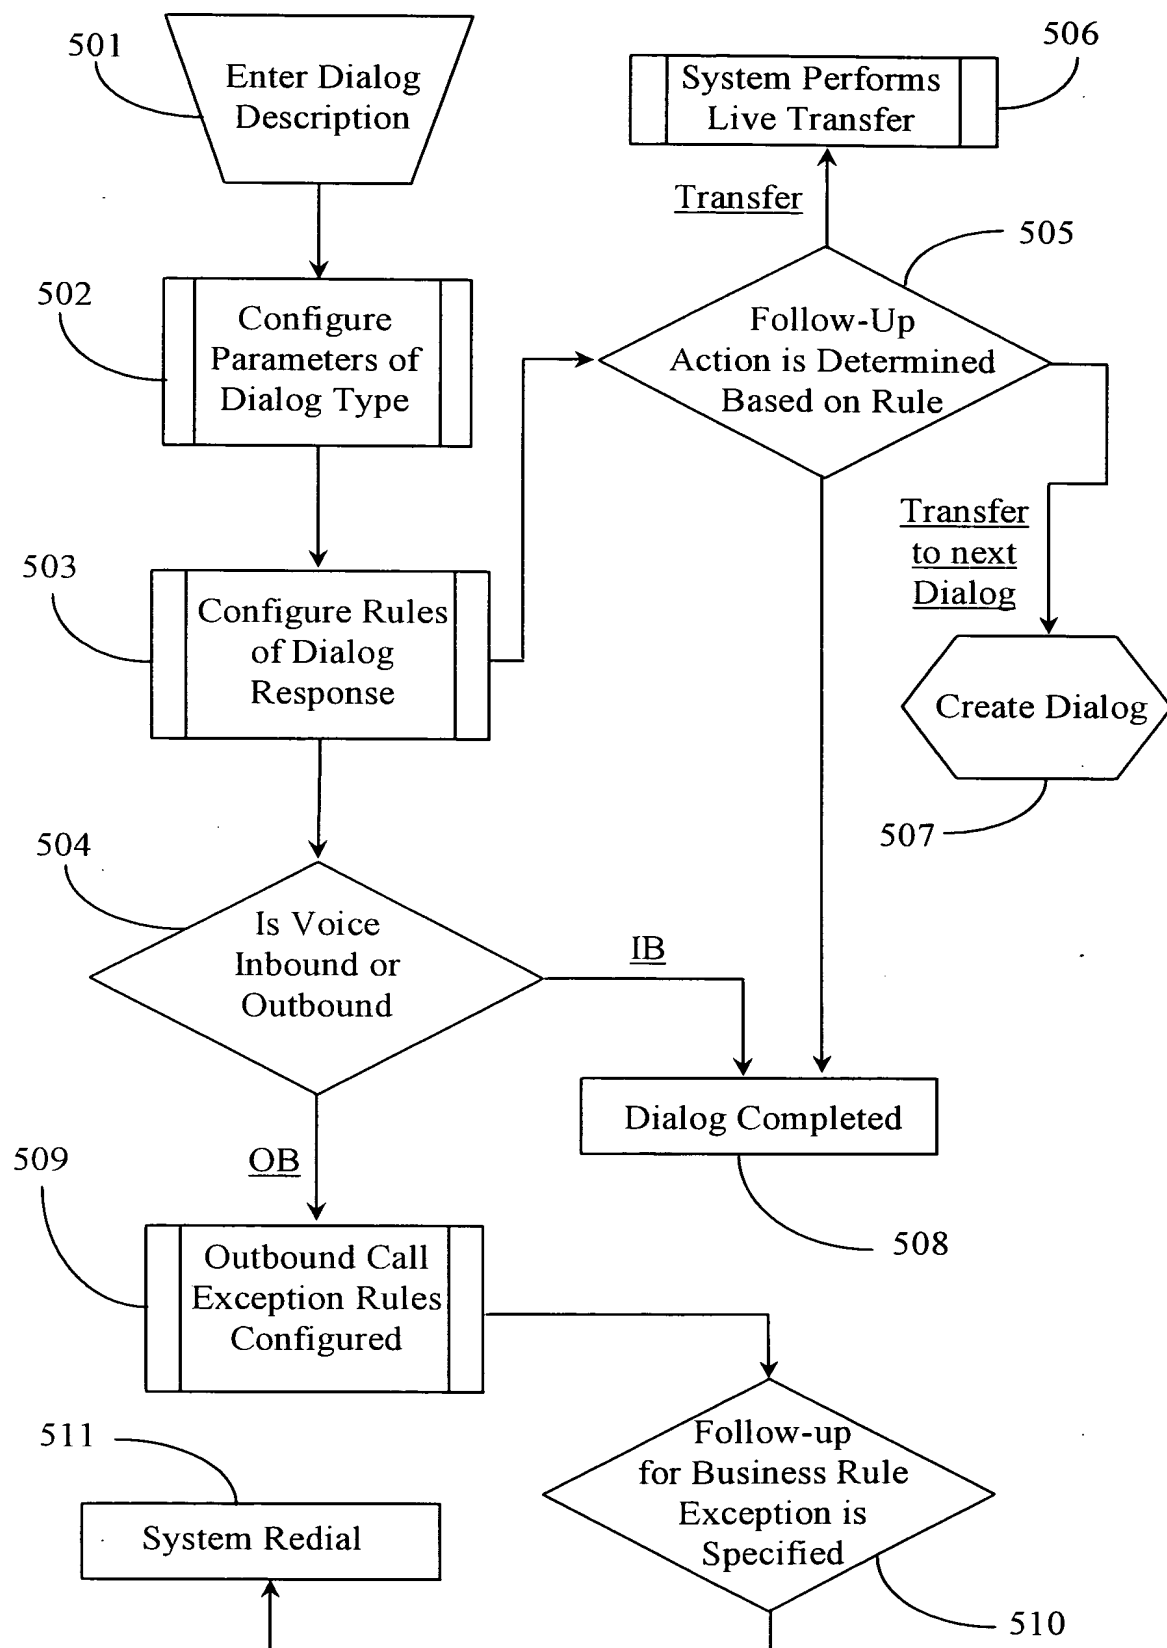 501
Enter Dialog
Description
506
System Performs
Live Transfer
Transfer
505
502
Configure
Parameters of
Dialog Type
Follow-Up
Action is Determined
Based on Rule
Transfer
to next
Dialog
503
Configure Rules
of Dialog
Response
Create Dialog
507
504
Is Voice
Inbound or
Outbound
IB
Dialog Completed
508
OB
509
Outbound Call
Exception Rules
Configured
511
System Redial
Follow-up
for Business Rule
Exception is
Specified
510